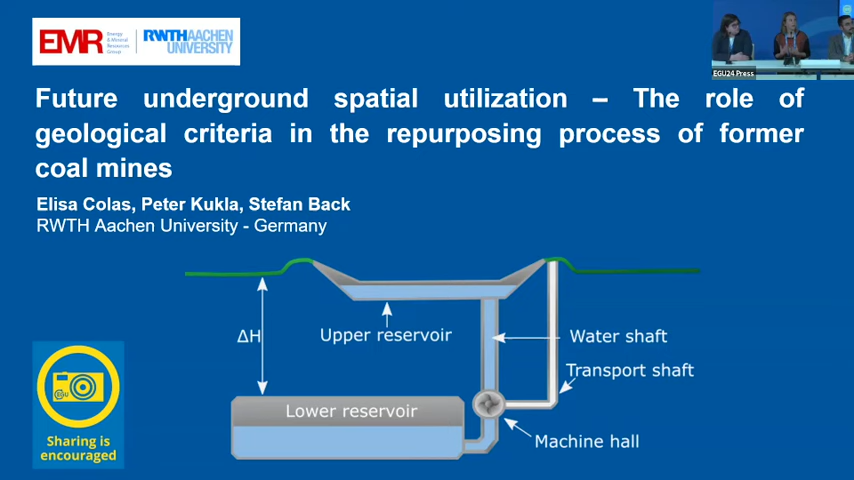 EMR
Energy
& Mineral
Resources
Group
RWTHAACHEN
UNIVERSITY
EGU24 Press
Future underground spatial utilization – The role of
geological criteria in the repurposing process of former
coal mines
Elisa Colas, Peter Kukla, Stefan Back
RWTH Aachen University - Germany
ΔH
Upper reservoir
Water shaft
Transport shaft
Lower reservoir
Machine hall
EGU
Sharing is
encouraged